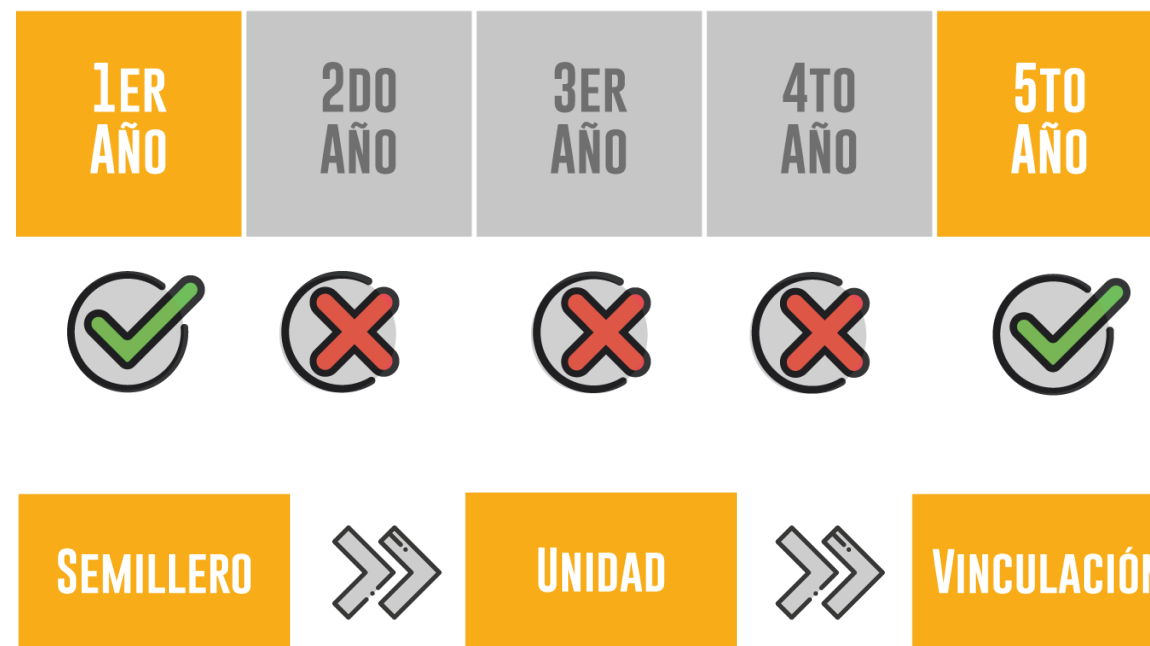 1ER
AÑO
2DO
AÑO
3ER
AÑO
4TO
AÑO
5TO
AÑO
SEMILLERO
UNIDAD
VINCULACIÓN